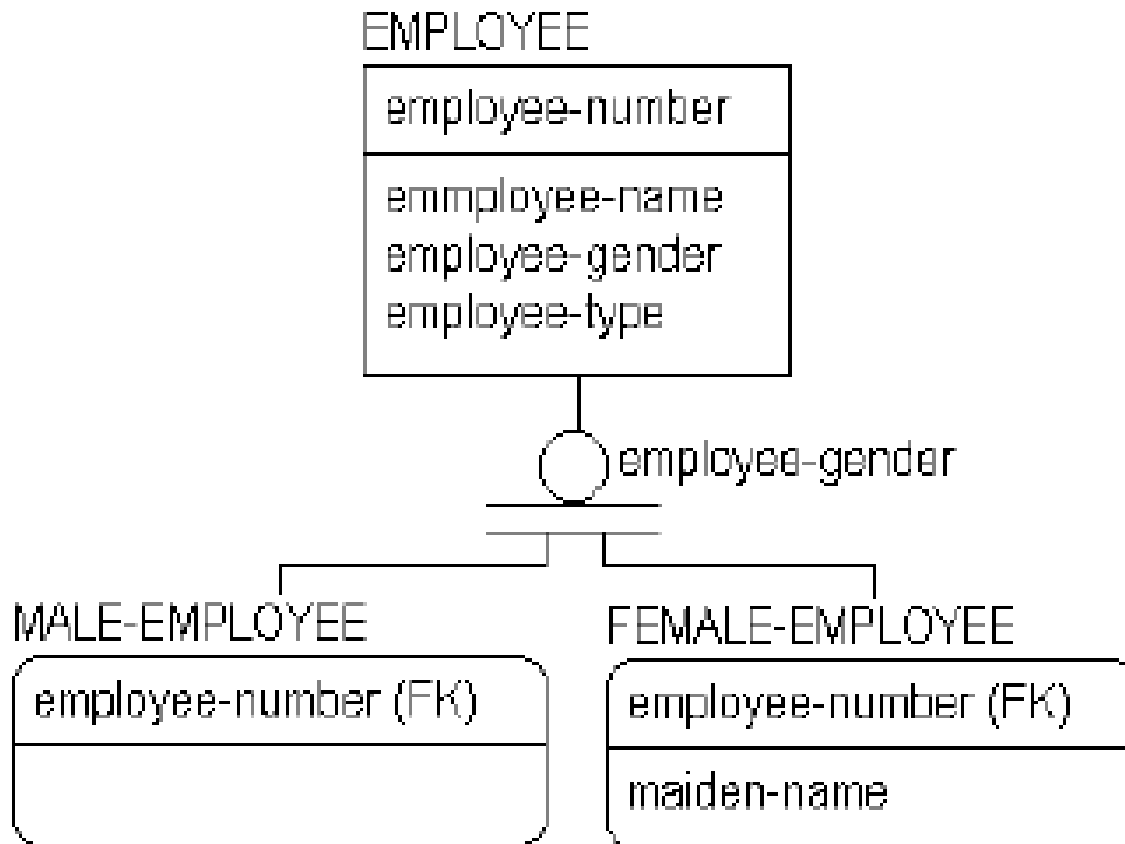 EMPLOYEE
employee-number
emmployee-name
employee-gender
employee-type
employee-gender
MALE-EMPLOYEE
employee-number (FK)
FEMALE-EMPLOYEE
employee-number (FK)
maiden-name